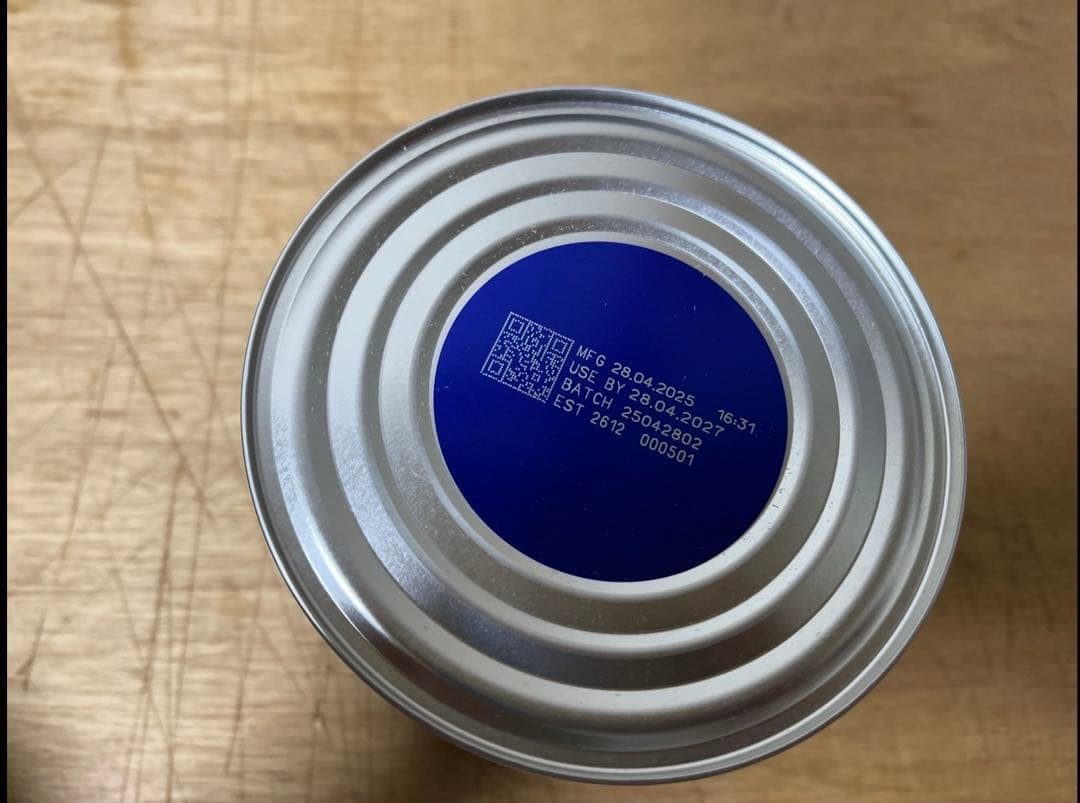 MFG 28.04.2025 16:31
USE BY 28.04.2027
BATCH 25042802
EST 2612 000501